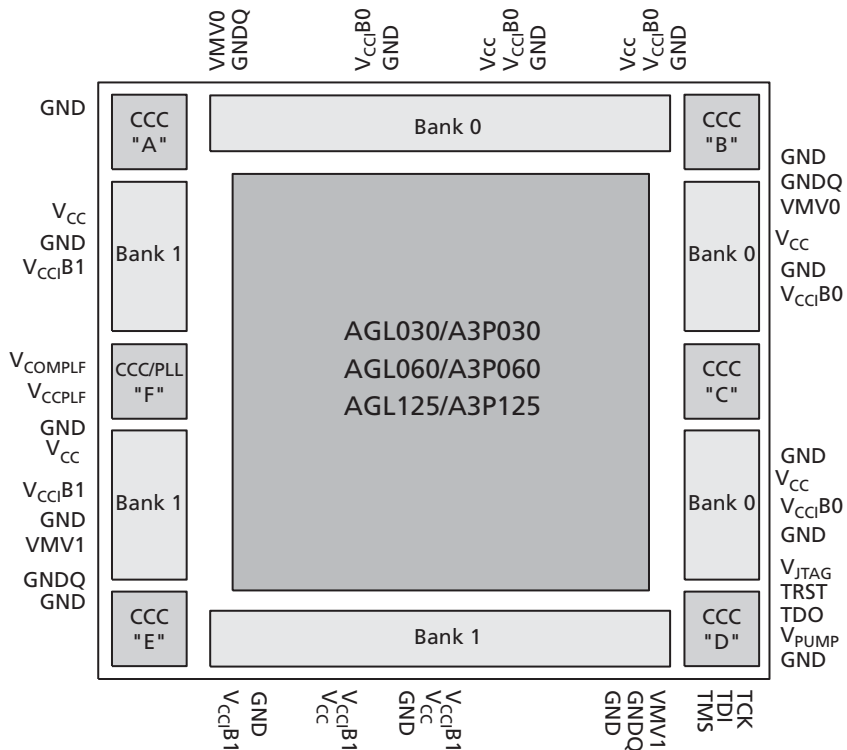 VMV0
GNDQ
VCCIB0
GND
Vcc
VCCIB0
GND
Vcc
VCCIB0
GND
GND
CCC
"A"
Bank 0
CCC
"B"
GND
GNDQ
VMV0
VCC
GND
VCCIB1
Bank 1
Bank 0
VCC
GND
VCCIB0
AGL030/A3P030
AGL060/A3P060
AGL125/A3P125
VCOMPLF
VCCPLF
CCC/PLL
"F"
CCC
"C"
GND
VCC
VCCIB1
GND
VMV1
Bank 1
Bank 0
GND
VCC
VCCIB0
GND
GNDQ
GND
CCC
"E"
Bank 1
CCC
"D"
VJTAG
TRST
TDO
VPUMP
GND
VCCIB1
GND
VCC
VCCIB1
GND
VCC
VCCIB1
GND
GNDQ
VMV1
TMS
TDI
TCK